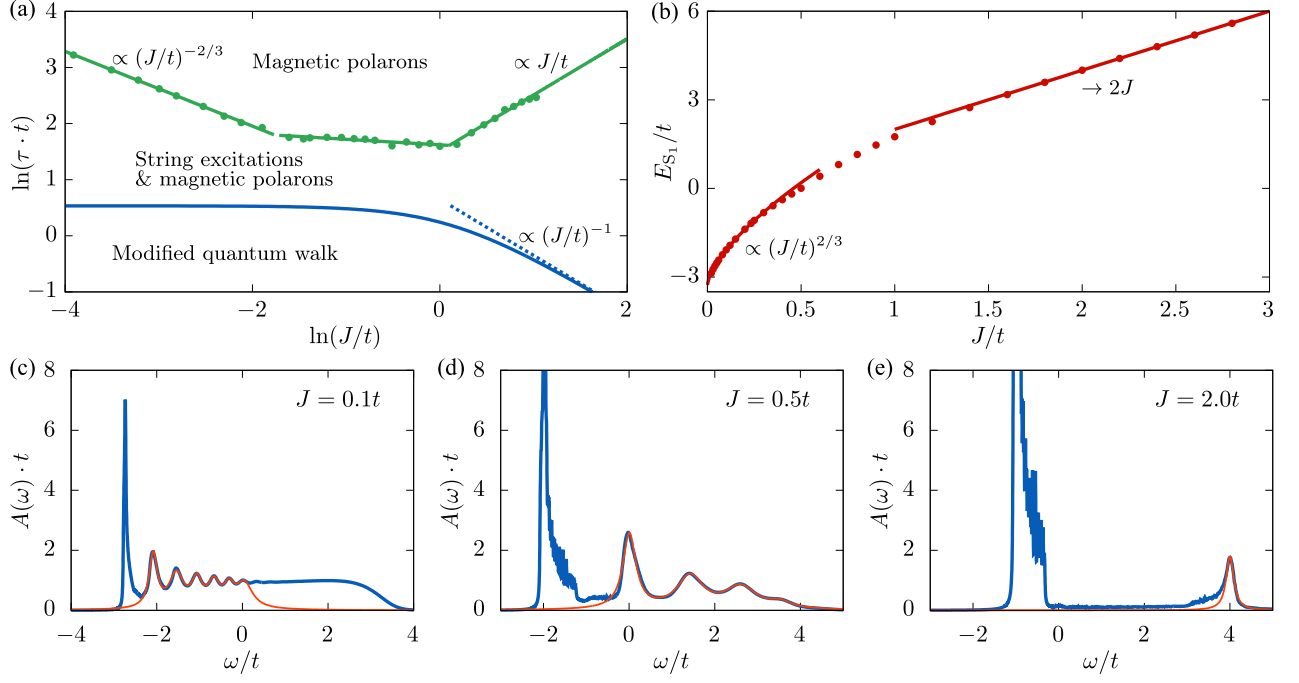 (a)
4
3
2
1
0
−1
ln(τ · t)
∝ (J/t)^{−2/3}
Magnetic polarons
∝ J/t
String excitations
& magnetic polarons
∝ (J/t)^{−1}
Modified quantum walk
−4
−2
0
2
ln(J/t)
(b)
6
3
0
−3
E_{S_1}/t
→ 2J
∝ (J/t)^{2/3}
0
0.5
1
1.5
2
2.5
3
J/t
(c)
8
6
4
2
0
A(ω) · t
J = 0.1t
−4
−2
0
2
4
ω/t
(d)
8
6
4
2
0
A(ω) · t
J = 0.5t
−2
0
2
4
ω/t
(e)
8
6
4
2
0
A(ω) · t
J = 2.0t
−2
0
2
4
ω/t